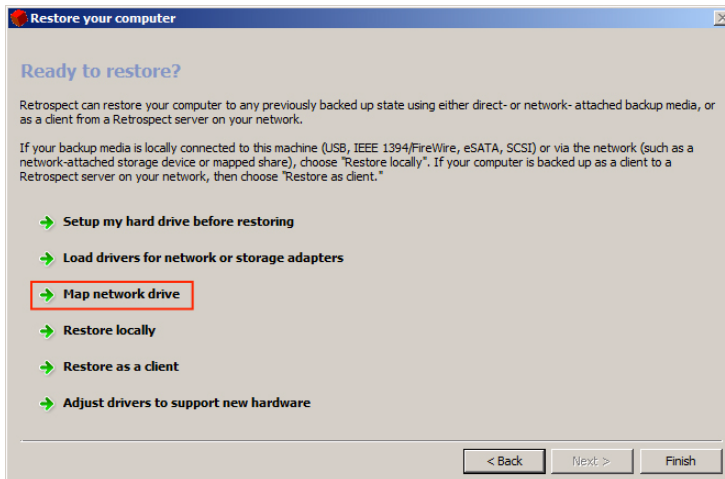 Restore your computer
Ready to restore?
Retrospect can restore your computer to any previously backed up state using either direct- or network- attached backup media, or
as a client from a Retrospect server on your network.
If your backup media is locally connected to this machine (USB, IEEE 1394/FireWire, eSATA, SCSI) or via the network (such as a
network-attached storage device or mapped share), choose "Restore locally". If your computer is backed up as a client to a
Retrospect server on your network, then choose "Restore as client."
Setup my hard drive before restoring
Load drivers for network or storage adapters
Map network drive
Restore locally
Restore as a client
Adjust drivers to support new hardware
< Back Next > Finish